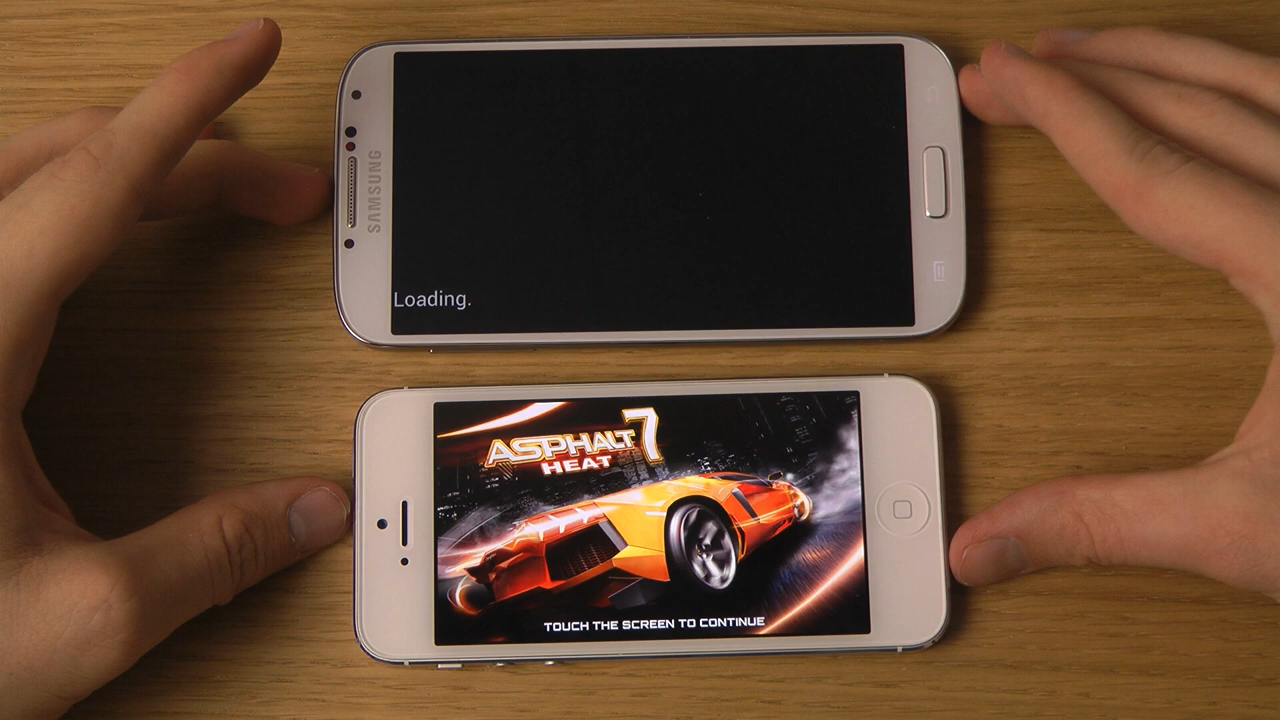 SAMSUNG
Loading.
ASPHALT 7
HEAT
TOUCH THE SCREEN TO CONTINUE